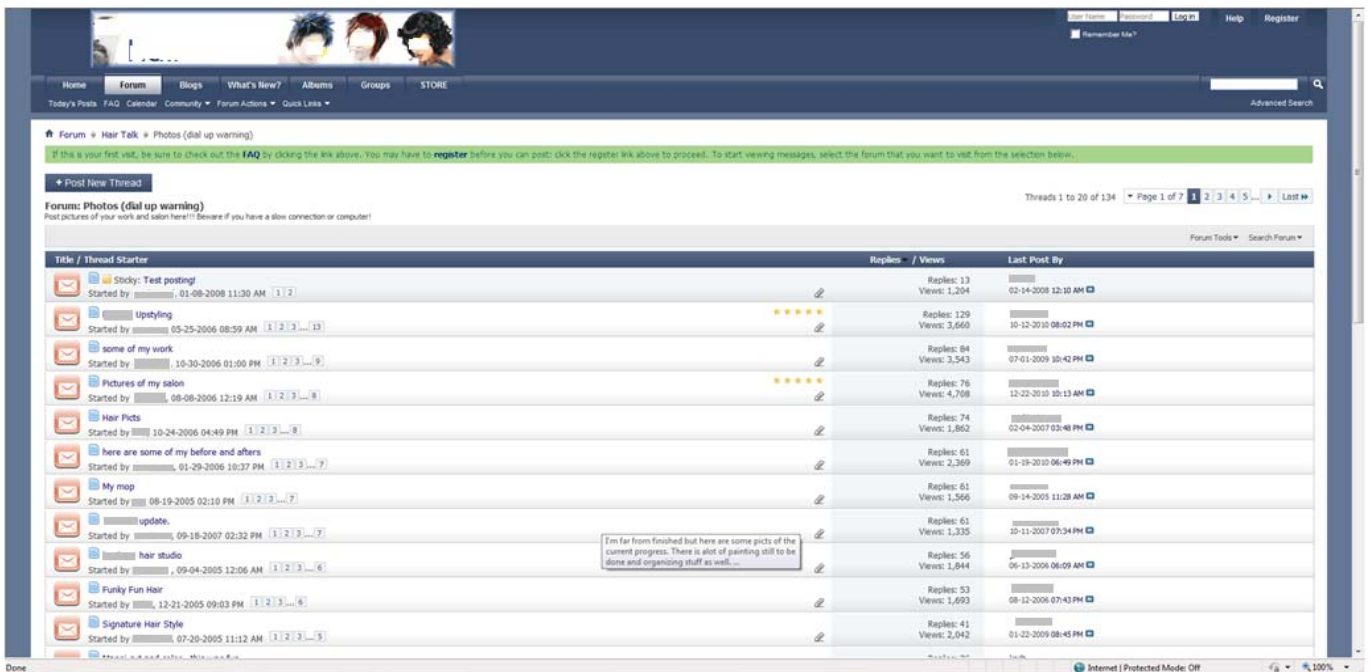 User Name Password Log in Help Register
Remember Me?
Home Forum Blogs What's New? Albums Groups STORE
Today's Posts FAQ Calendar Community Forum Actions Quick Links
Advanced Search
Forum Hair Talk Photos (dial up warning)
If this is your first visit, be sure to check out the FAQ by clicking the link above. You may have to register before you can post: click the register link above to proceed. To start viewing messages, select the forum that you want to visit from the selection below.
+ Post New Thread
Threads 1 to 20 of 134 Page 1 of 7 1 2 3 4 5 ... Last
Forum: Photos (dial up warning)
Post pictures of your work and salon here!!! Beware if you have a slow connection or computer!
Forum Tools Search Forum
Title / Thread Starter Replies / Views Last Post By
Sticky: Test posting! Replies: 13
Started by , 01-08-2008 11:30 AM 1 2 Views: 1,204 02-14-2008 12:10 AM
Upstyling Replies: 129
Started by 05-25-2006 08:59 AM 1 2 3 ... 13 Views: 3,660 10-12-2010 08:02 PM
some of my work Replies: 84
Started by , 10-30-2006 01:00 PM 1 2 3 ... 9 Views: 3,543 07-01-2009 10:42 PM
Pictures of my salon Replies: 76
Started by , 08-08-2006 12:19 AM 1 2 3 ... 8 Views: 4,708 12-22-2010 10:13 AM
Hair Picts Replies: 74
Started by 10-24-2006 04:49 PM 1 2 3 ... 8 Views: 1,862 02-04-2007 03:48 PM
here are some of my before and afters Replies: 61
Started by , 01-29-2006 10:37 PM 1 2 3 ... 7 Views: 2,369 01-19-2010 06:49 PM
My mop Replies: 61
Started by 08-19-2005 02:10 PM 1 2 3 ... 7 Views: 1,566 09-14-2005 11:28 AM
update. Replies: 61
Started by , 09-18-2007 02:32 PM 1 2 3 ... 7 Views: 1,335 10-11-2007 07:34 PM
I'm far from finished but here are some picts of the
current progress. There is alot of painting still to be
done and organizing stuff as well. ...
hair studio Replies: 56
Started by , 09-04-2005 12:06 AM 1 2 3 ... 6 Views: 1,844 06-13-2006 06:09 AM
Funky Fun Hair Replies: 53
Started by , 12-21-2005 09:03 PM 1 2 3 ... 6 Views: 1,693 08-12-2006 07:43 PM
Signature Hair Style Replies: 41
Started by , 07-20-2005 11:12 AM 1 2 3 ... 5 Views: 2,042 01-22-2009 08:45 PM
Done Internet | Protected Mode: Off 100%